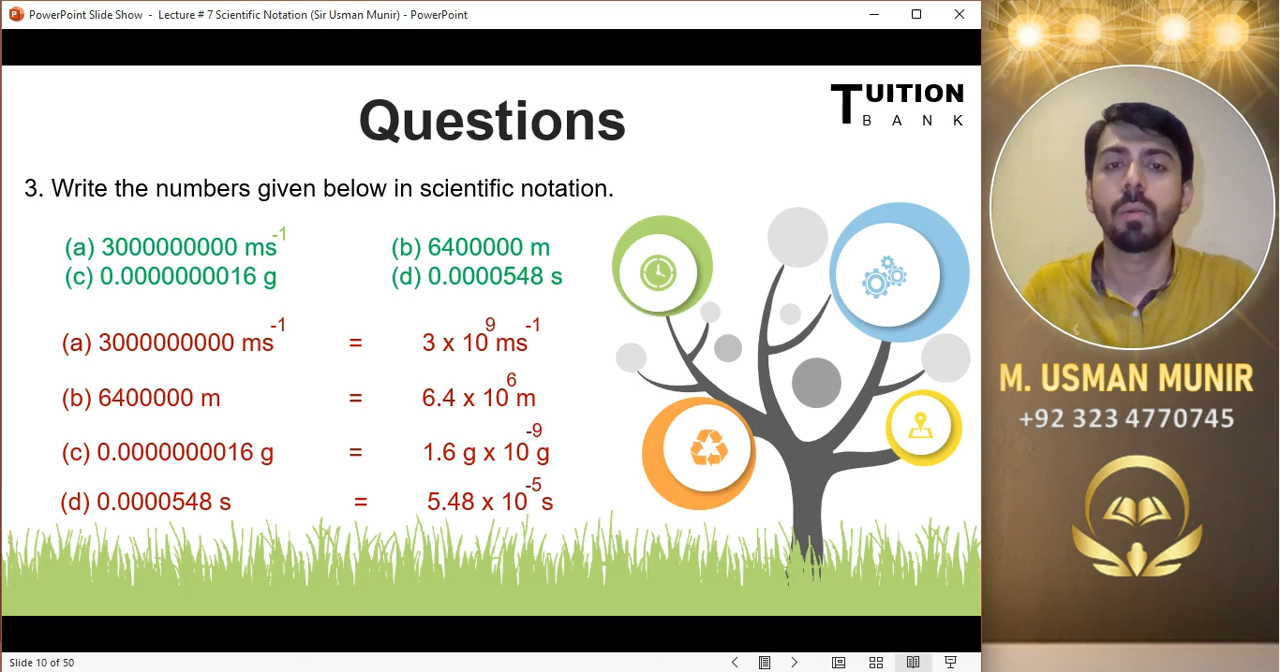 PowerPoint Slide Show - Lecture # 7 Scientific Notation (Sir Usman Munir) - PowerPoint
TUITION
BANK
Questions
3. Write the numbers given below in scientific notation.
(a) 3000000000 ms⁻¹ (b) 6400000 m
(c) 0.0000000016 g (d) 0.0000548 s
(a) 3000000000 ms⁻¹ = 3 x 10⁹ ms⁻¹
(b) 6400000 m = 6.4 x 10⁶ m
(c) 0.0000000016 g = 1.6 g x 10⁻⁹ g
(d) 0.0000548 s = 5.48 x 10⁻⁵ s
M. USMAN MUNIR
+92 323 4770745
Slide 10 of 50